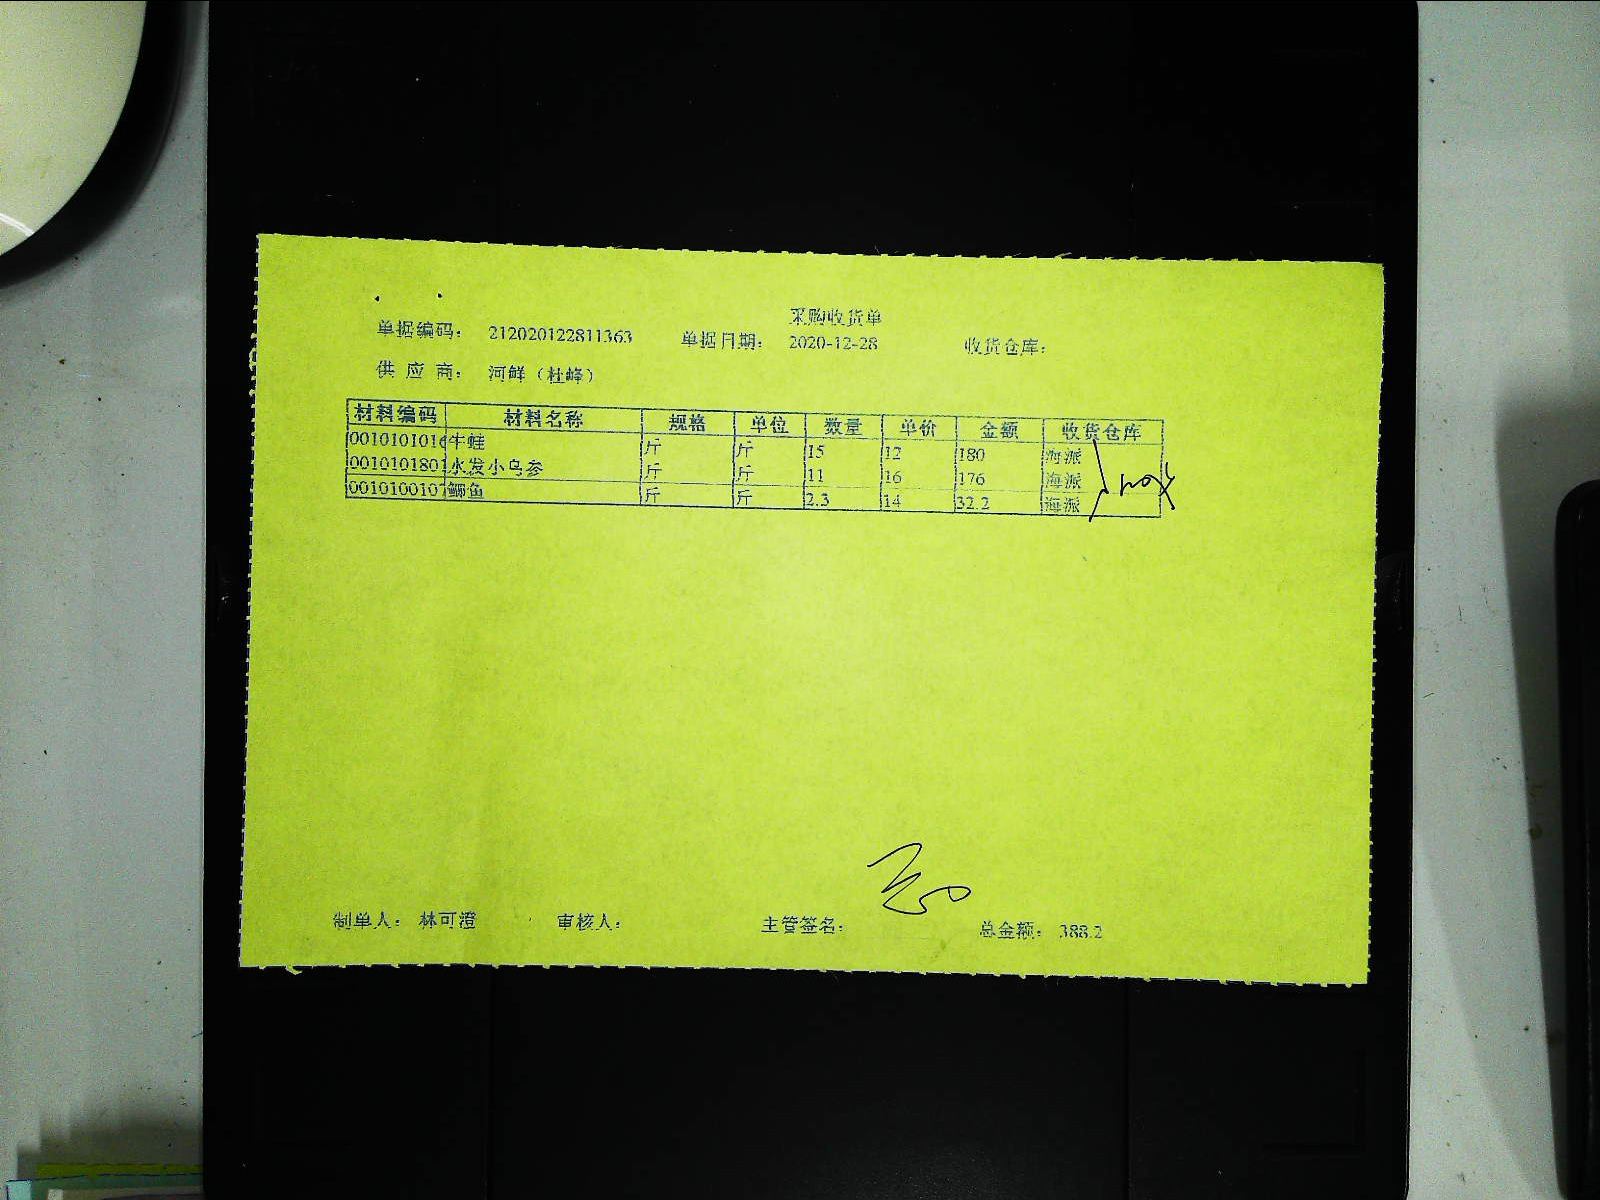 采购收货单
单据编码： 212020122811363 单据日期： 2020-12-28 收货仓库：
供 应 商： 河鲜（杜峰）
材料编码 材料名称 规格 单位 数量 单价 金额 收货仓库
001010101 牛蛙 斤 斤 15 12 180 海派
0010101801 水发小乌参 斤 斤 11 16 176 海派
0010100107 鲫鱼 斤 斤 2.3 14 32.2 海派
制单人： 林可澄 审核人： 主管签名： 总金额： 388.2